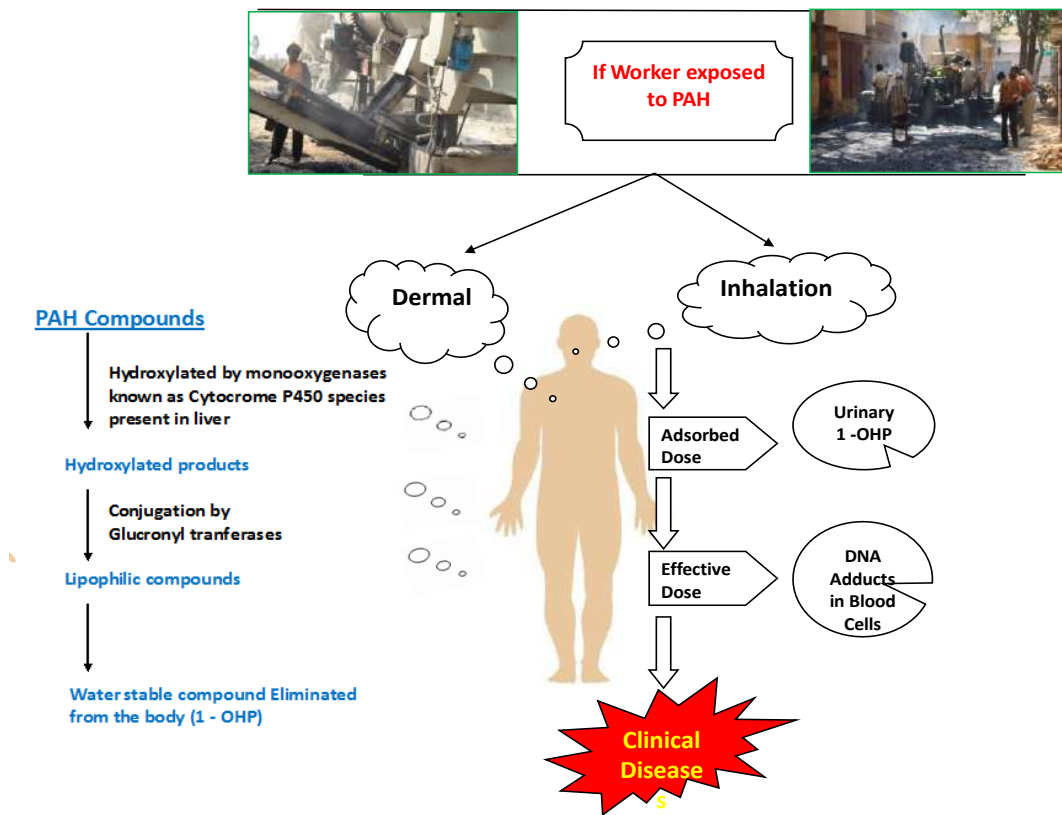 If Worker exposed
to PAH
Dermal
Inhalation
PAH Compounds
Hydroxylated by monooxygenases
known as Cytocrome P450 species
present in liver
Hydroxylated products
Conjugation by
Glucronyl tranferases
Lipophilic compounds
Water stable compound Eliminated
from the body (1 - OHP)
Adsorbed
Dose
Urinary
1 -OHP
Effective
Dose
DNA
Adducts
in Blood
Cells
Clinical
Disease
s